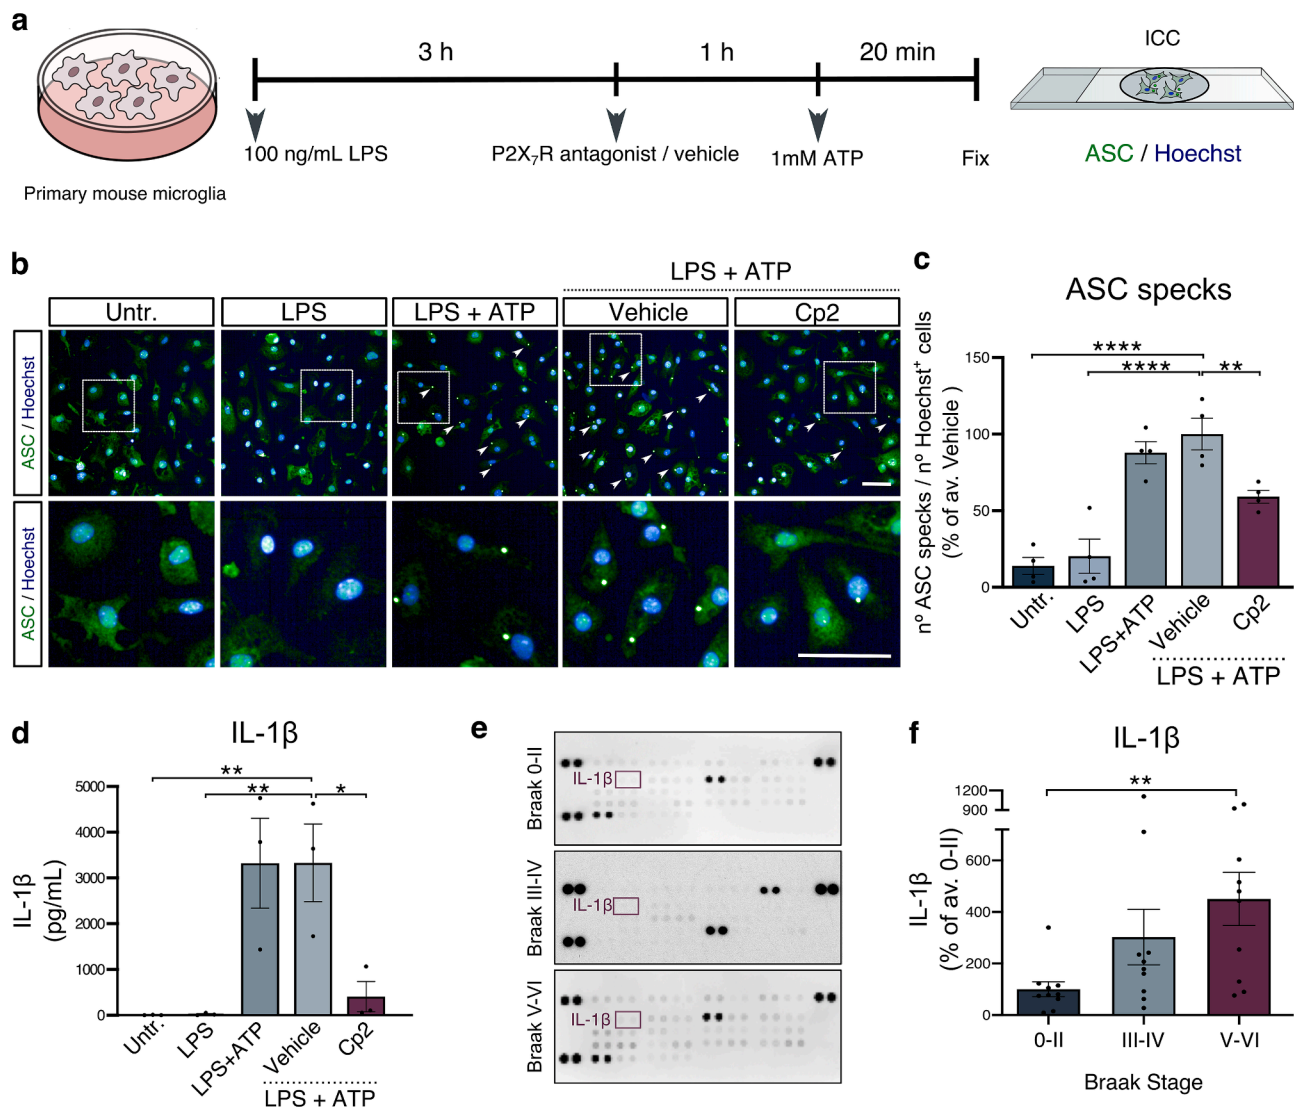 a
3 h
1 h
20 min
ICC
100 ng/mL LPS
P2X₇R antagonist / vehicle
1mM ATP
Fix
ASC / Hoechst
Primary mouse microglia
b
LPS + ATP
Untr.
LPS
LPS + ATP
Vehicle
Cp2
ASC / Hoechst
ASC / Hoechst
c
ASC specks
nº ASC specks / nº Hoechst⁺ cells
(% of av. Vehicle )
150
100
50
0
****
****
**
Untr.
LPS
LPS+ATP
Vehicle
Cp2
LPS + ATP
d
IL-1β
IL-1β
(pg/mL)
5000
4000
3000
2000
1000
0
**
**
*
Untr.
LPS
LPS+ATP
Vehicle
Cp2
LPS + ATP
e
Braak 0-II
IL-1β
Braak III-IV
IL-1β
Braak V-VI
IL-1β
f
IL-1β
IL-1β
(% of av. 0-II)
1200
900
600
400
200
0
**
0-II
III-IV
V-VI
Braak Stage